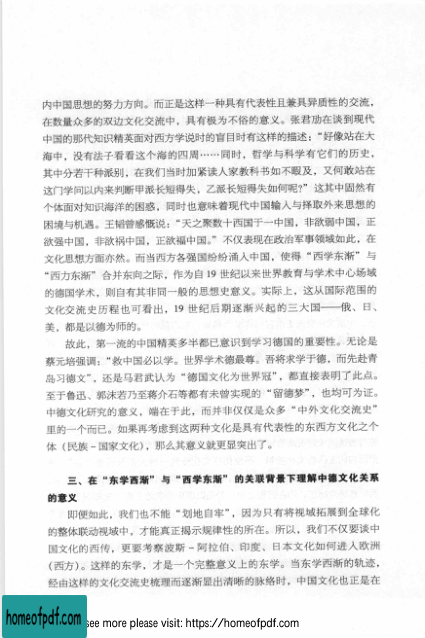 内中国思想的努力方向。而正是这样一种具有代表性且兼具异质性的交流，
在数量众多的双边文化交流中，具有极为不俗的意义。张君劢在谈到现代
中国的那代知识精英面对西方学说时的盲目时有这样的描述：“好像站在大
海中，没有法子看看这个海的四周……同时，哲学与科学有它们的历史，
其中分若干种派别，在我们当时加紧读人家教科书如不暇及，又何敢站在
这门学问以内来判断甲派长短得失，乙派长短得失如何呢?” 这其中固然有
个体面对知识海洋的困惑，同时也意味着现代中国输入与择取外来思想的
困境与机遇。王韬曾感慨说：“天之聚数十西国于一中国，非欲弱中国，正
欲强中国，非欲祸中国，正欲福中国。” 不仅表现在政治军事领域如此，在
文化思想方面亦然。而当西方各强国纷纷涌入中国，使得 “西学东渐” 与
“西力东渐” 合并东向之际，作为自 19 世纪以来世界教育与学术中心场域
的德国学术，则自有其非同一般的思想史意义。实际上，这从国际范围的
文化交流史历程也可看出，19 世纪后期逐渐兴起的三大国——俄、日、
美，都是以德为师的。
故此，第一流的中国精英多半都已意识到学习德国的重要性。无论是
蔡元培强调：“救中国必以学。世界学术德最尊。吾将求学于德，而先赴青
岛习德文”，还是马君武认为 “德国文化为世界冠”，都直接表明了此点。
至于鲁迅、郭沫若乃至蒋介石等都有未曾实现的 “留德梦”，也均可为证。
中德文化研究的意义，端在于此，而并非仅仅是众多 “中外文化交流史”
里的一个而已。如果再考虑到这两种文化是具有代表性的东西方文化之个
体（民族－国家文化），那么其意义就更显突出了。
三、在 “东学西渐” 与 “西学东渐” 的关联背景下理解中德文化关系
的意义
即便如此，我们也不能 “划地自牢”，因为只有将视域拓展到全球化
的整体联动视域中，才能真正揭示规律性的所在。所以，我们不仅要谈中
国文化的西传，更要考察波斯－阿拉伯、印度、日本文化如何进入欧洲
（西方）。这样的东学，才是一个完整意义上的东学。当东学西渐的轨迹，
经由这样的文化交流史梳理而逐渐显出清晰的脉络时，中国文化也正是在
homeofpdf.com
see more please visit: https://homeofpdf.com